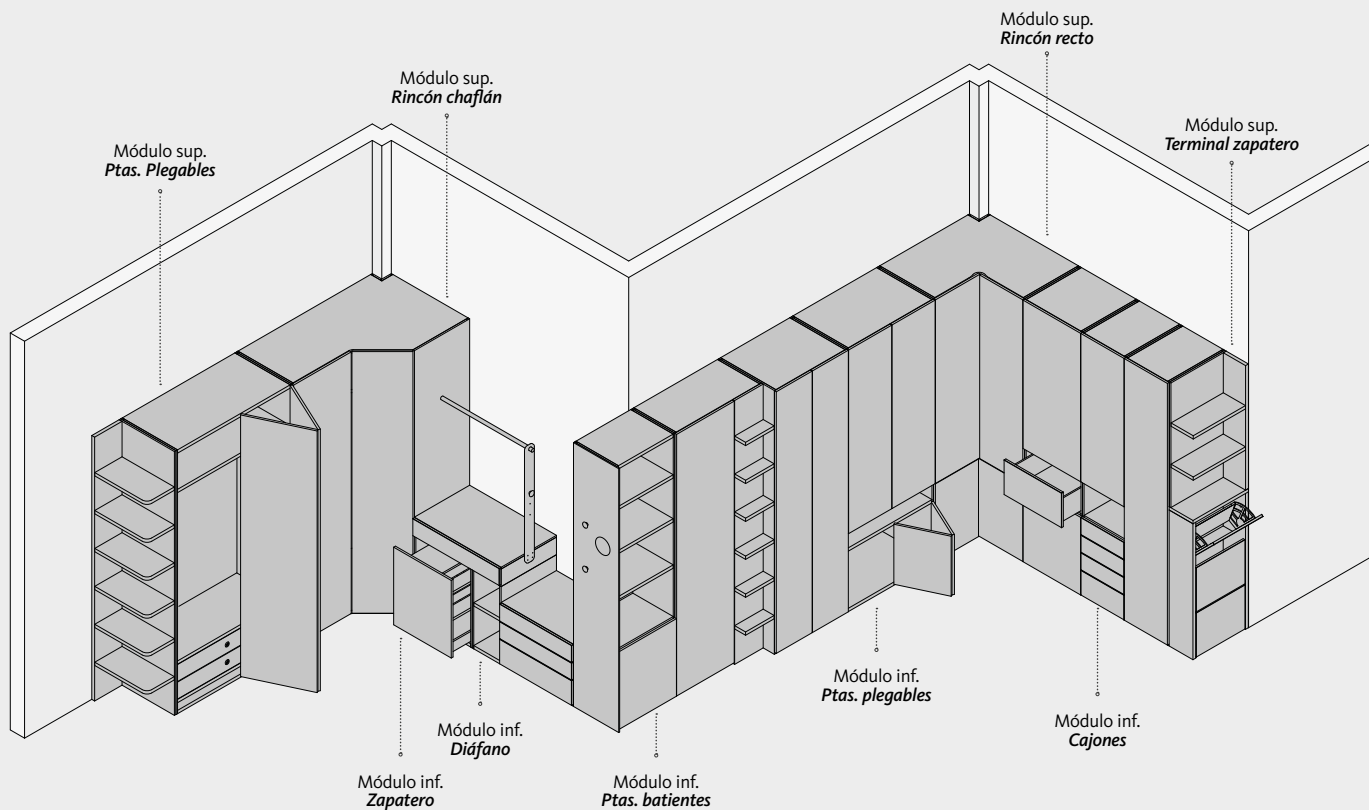 Módulo sup.
Rincón recto
Módulo sup.
Rincón chaflán
Módulo sup.
Terminal zapatero
Módulo sup.
Ptas. Plegables
Módulo inf.
Ptas. plegables
Módulo inf.
Diáfano
Módulo inf.
Cajones
Módulo inf.
Zapatero
Módulo inf.
Ptas. batientes